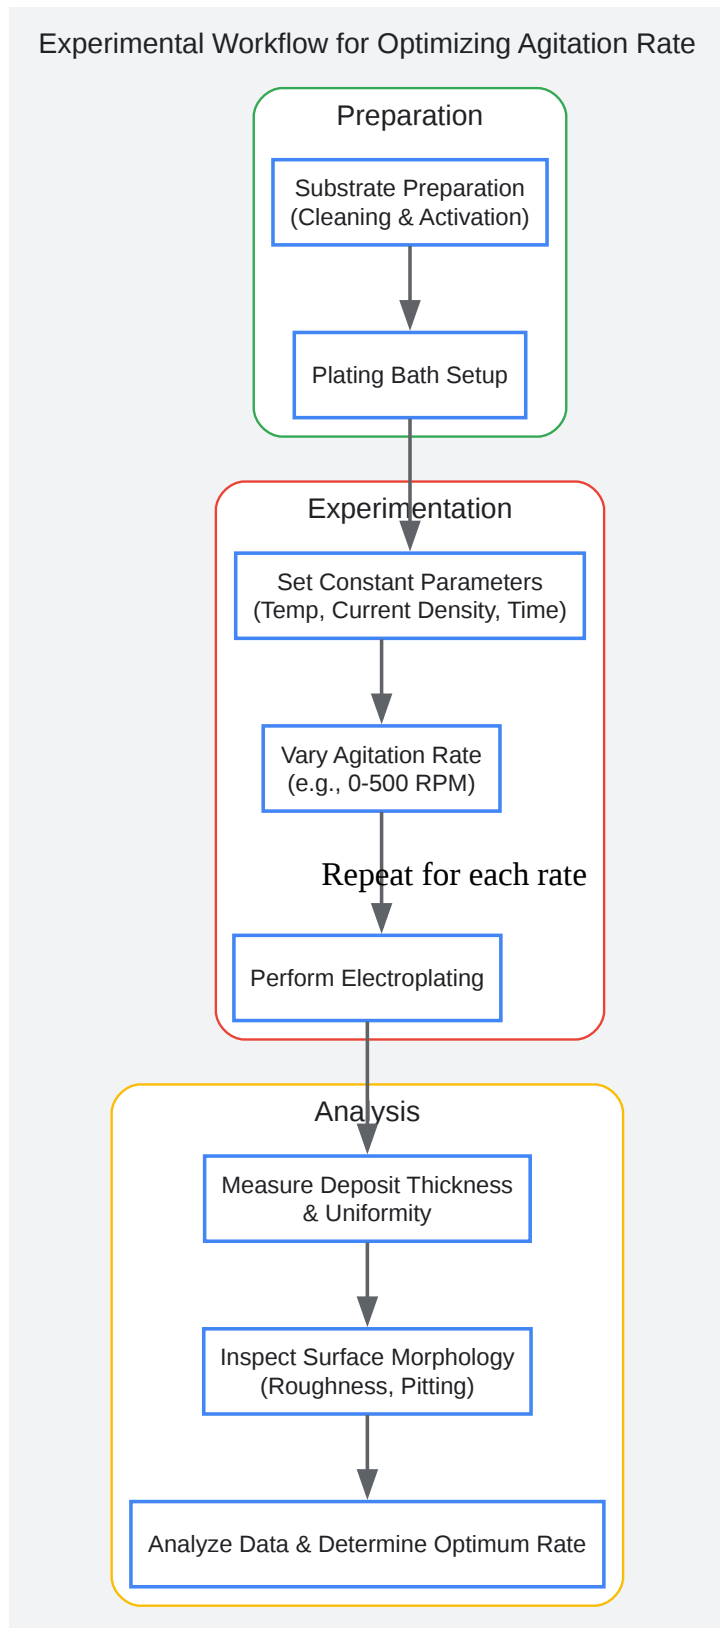 Experimental Workflow for Optimizing Agitation Rate
Preparation
Substrate Preparation
(Cleaning & Activation)
Plating Bath Setup
Experimentation
Set Constant Parameters
(Temp, Current Density, Time)
Vary Agitation Rate
(e.g., 0-500 RPM)
Repeat for each rate
Perform Electroplating
Analysis
Measure Deposit Thickness
& Uniformity
Inspect Surface Morphology
(Roughness, Pitting)
Analyze Data & Determine Optimum Rate